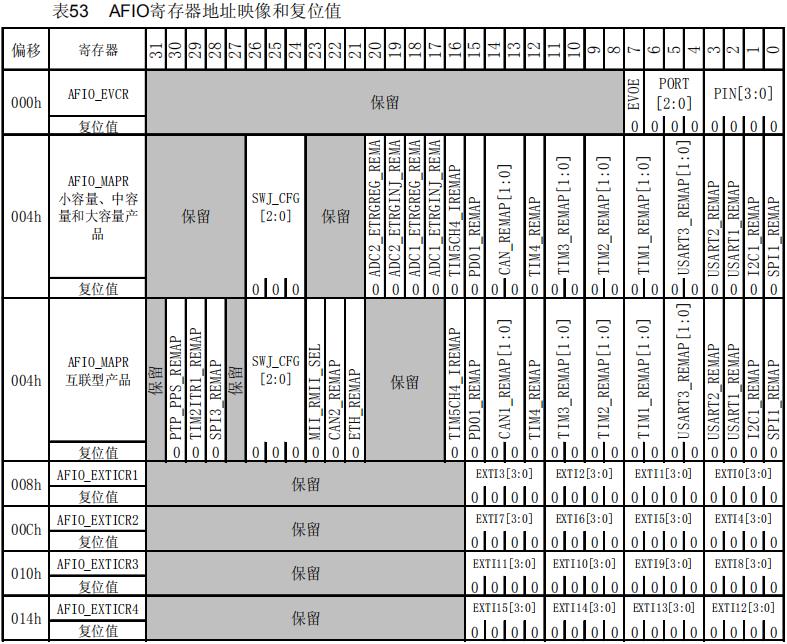 表53 AFIO寄存器地址映像和复位值
偏移 寄存器 31 30 29 28 27 26 25 24 23 22 21 20 19 18 17 16 15 14 13 12 11 10 9 8 7 6 5 4 3 2 1 0
000h AFIO_EVCR 保留 EVOE PORT[2:0] PIN[3:0]
复位值 0 0 0 0 0 0 0 0
004h AFIO_MAPR 小容量、中容量和大容量产品 保留 SWJ_CFG[2:0] 保留 ADC2_ETRGREG_REMA ADC2_ETRGINJ_REMA ADC1_ETRGREG_REMA ADC1_ETRGINJ_REMA TIM5CH4_IREMAP PD01_REMAP CAN_REMAP[1:0] TIM4_REMAP TIM3_REMAP[1:0] TIM2_REMAP[1:0] TIM1_REMAP[1:0] USART3_REMAP[1:0] USART2_REMAP USART1_REMAP I2C1_REMAP SPI1_REMAP
复位值 0 0 0 0 0 0 0 0 0 0 0 0 0 0 0 0 0 0 0 0 0 0 0 0
004h AFIO_MAPR 互联型产品 保留 PTP_PPS_REMAP TIM2ITR1_REMAP SPI3_REMAP 保留 SWJ_CFG[2:0] MII_RMII_SEL CAN2_REMAP ETH_REMAP 保留 TIM5CH4_IREMAP PD01_REMAP CAN1_REMAP[1:0] TIM4_REMAP TIM3_REMAP[1:0] TIM2_REMAP[1:0] TIM1_REMAP[1:0] USART3_REMAP[1:0] USART2_REMAP USART1_REMAP I2C1_REMAP SPI1_REMAP
复位值 0 0 0 0 0 0 0 0 0 0 0 0 0 0 0 0 0 0 0 0 0 0 0 0 0 0
008h AFIO_EXTICR1 保留 EXTI3[3:0] EXTI2[3:0] EXTI1[3:0] EXTI0[3:0]
复位值 0 0 0 0 0 0 0 0 0 0 0 0 0 0 0 0
00Ch AFIO_EXTICR2 保留 EXTI7[3:0] EXTI6[3:0] EXTI5[3:0] EXTI4[3:0]
复位值 0 0 0 0 0 0 0 0 0 0 0 0 0 0 0 0
010h AFIO_EXTICR3 保留 EXTI11[3:0] EXTI10[3:0] EXTI9[3:0] EXTI8[3:0]
复位值 0 0 0 0 0 0 0 0 0 0 0 0 0 0 0 0
014h AFIO_EXTICR4 保留 EXTI15[3:0] EXTI14[3:0] EXTI13[3:0] EXTI12[3:0]
复位值 0 0 0 0 0 0 0 0 0 0 0 0 0 0 0 0